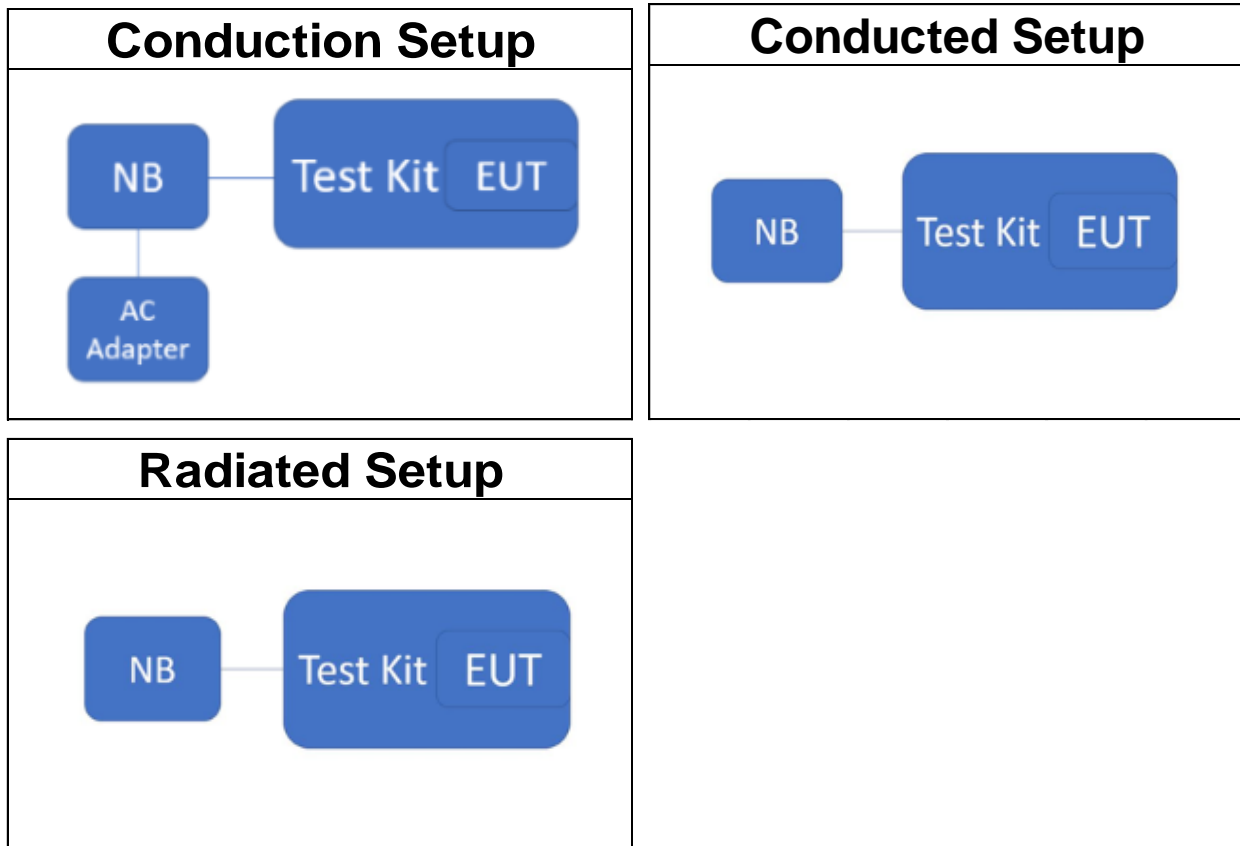 Conduction Setup
NB
Test Kit
EUT
AC
Adapter
Conducted Setup
NB
Test Kit
EUT
Radiated Setup
NB
Test Kit
EUT